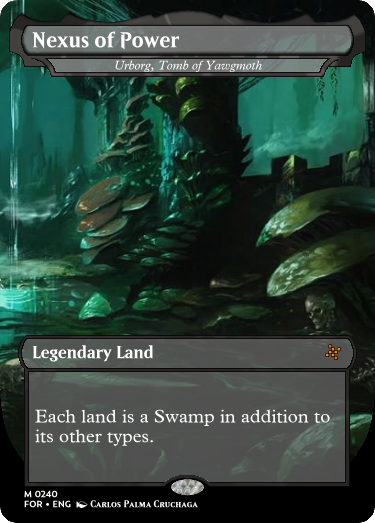 Nexus of Power
Urborg, Tomb of Yawgmoth
Legendary Land
Each land is a Swamp in addition to
its other types.
M 0240
FOR • ENG Carlos Palma Cruchaga